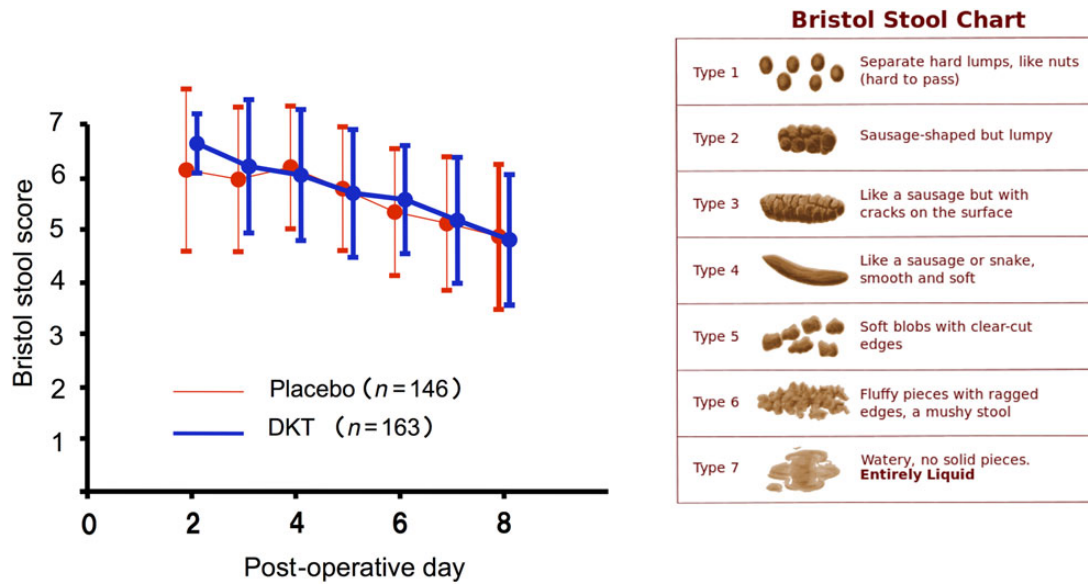 7
6
5
4
3
2
1
0
2
4
6
8
Bristol stool score
Post-operative day
Placebo (n=146)
DKT (n=163)
Bristol Stool Chart
Type 1
Separate hard lumps, like nuts
(hard to pass)
Type 2
Sausage-shaped but lumpy
Type 3
Like a sausage but with
cracks on the surface
Type 4
Like a sausage or snake,
smooth and soft
Type 5
Soft blobs with clear-cut
edges
Type 6
Fluffy pieces with ragged
edges, a mushy stool
Type 7
Watery, no solid pieces.
Entirely Liquid